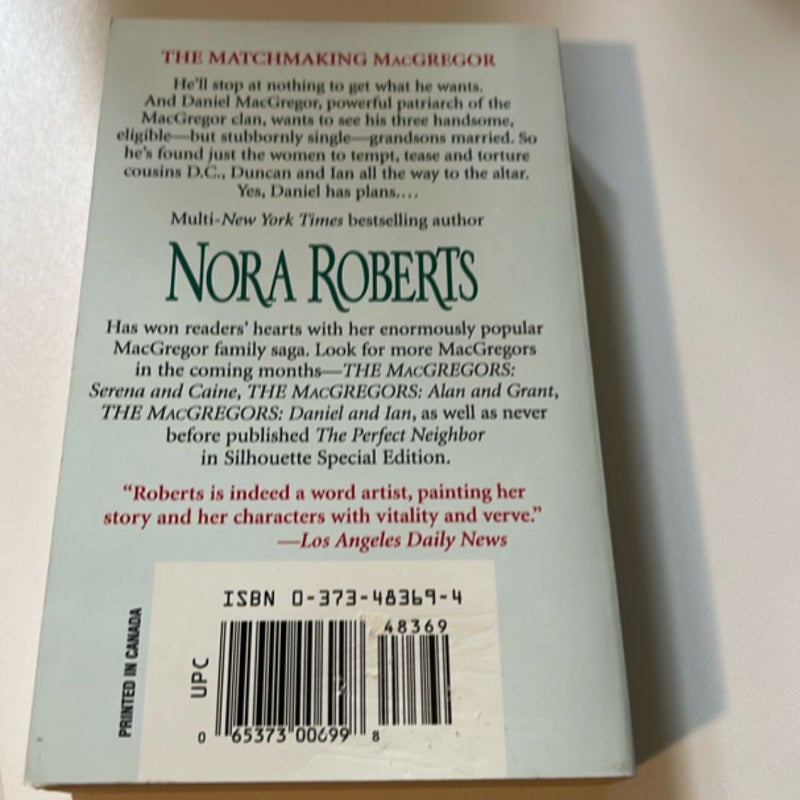 THE MATCHMAKING MACGREGOR
He'll stop at nothing to get what he wants.
And Daniel MacGregor, powerful patriarch of the
MacGregor clan, wants to see his three handsome,
eligible—but stubbornly single—grandsons married. So
he's found just the women to tempt, tease and torture
cousins D.C., Duncan and Ian all the way to the altar.
Yes, Daniel has plans....
Multi-New York Times bestselling author
NORA ROBERTS
Has won readers' hearts with her enormously popular
MacGregor family saga. Look for more MacGregors
in the coming months—THE MACGREGORS:
Serena and Caine, THE MACGREGORS: Alan and Grant,
THE MACGREGORS: Daniel and Ian, as well as never
before published The Perfect Neighbor
in Silhouette Special Edition.
"Roberts is indeed a word artist, painting her
story and her characters with vitality and verve."
—Los Angeles Daily News
PRINTED IN CANADA
UPC
ISBN 0-373-48369-4
48369
0 65373 00699 8